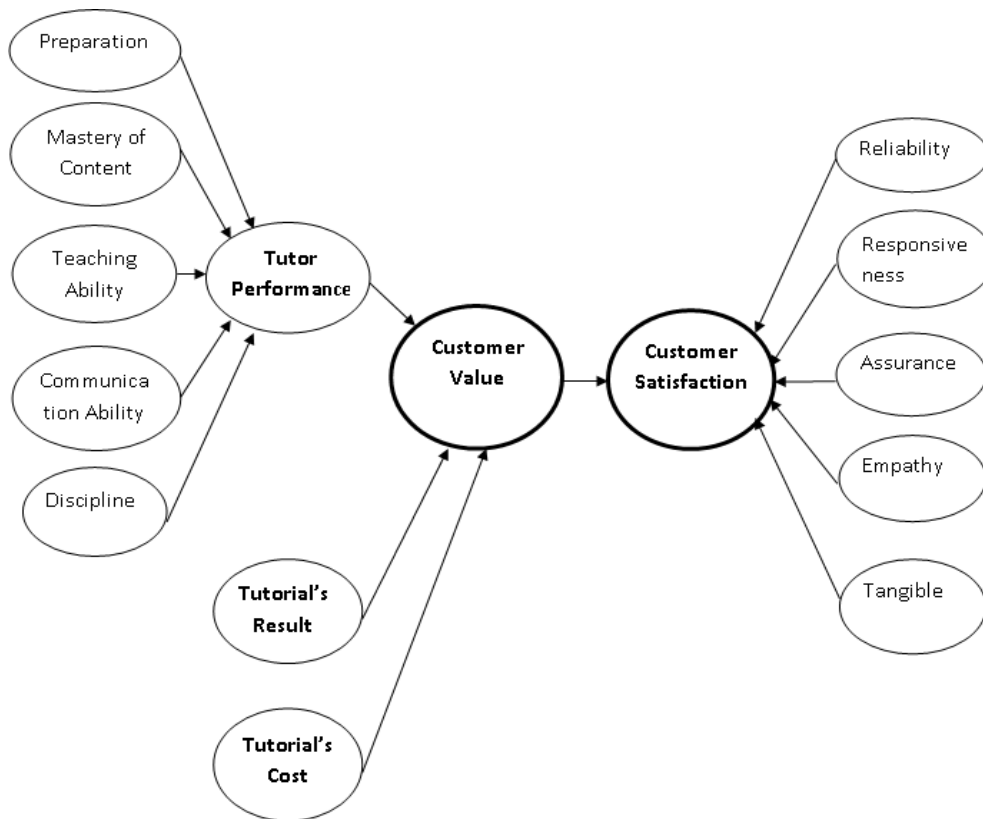 Preparation
Mastery of
Content
Teaching
Ability
Communica
tion Ability
Discipline
Tutor
Performance
Tutorial's
Result
Tutorial's
Cost
Customer
Value
Customer
Satisfaction
Reliability
Responsive
ness
Assurance
Empathy
Tangible